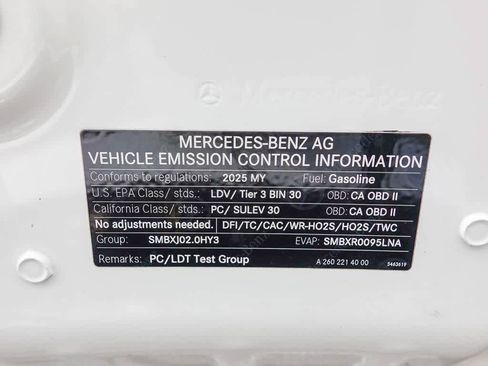 Mercedes-Benz
MERCEDES-BENZ AG
VEHICLE EMISSION CONTROL INFORMATION
Conforms to regulations: 2025 MY Fuel: Gasoline
U.S. EPA Class/ stds.: LDV/ Tier 3 BIN 30 OBD: CA OBD II
California Class/ stds.: PC/ SULEV 30 OBD: CA OBD II
No adjustments needed. DFI/TC/CAC/WR-HO2S/HO2S/TWC
Group: SMBXJ02.0HY3 EVAP: SMBXR0095LNA
Remarks: PC/LDT Test Group A 260 221 40 00 5463619